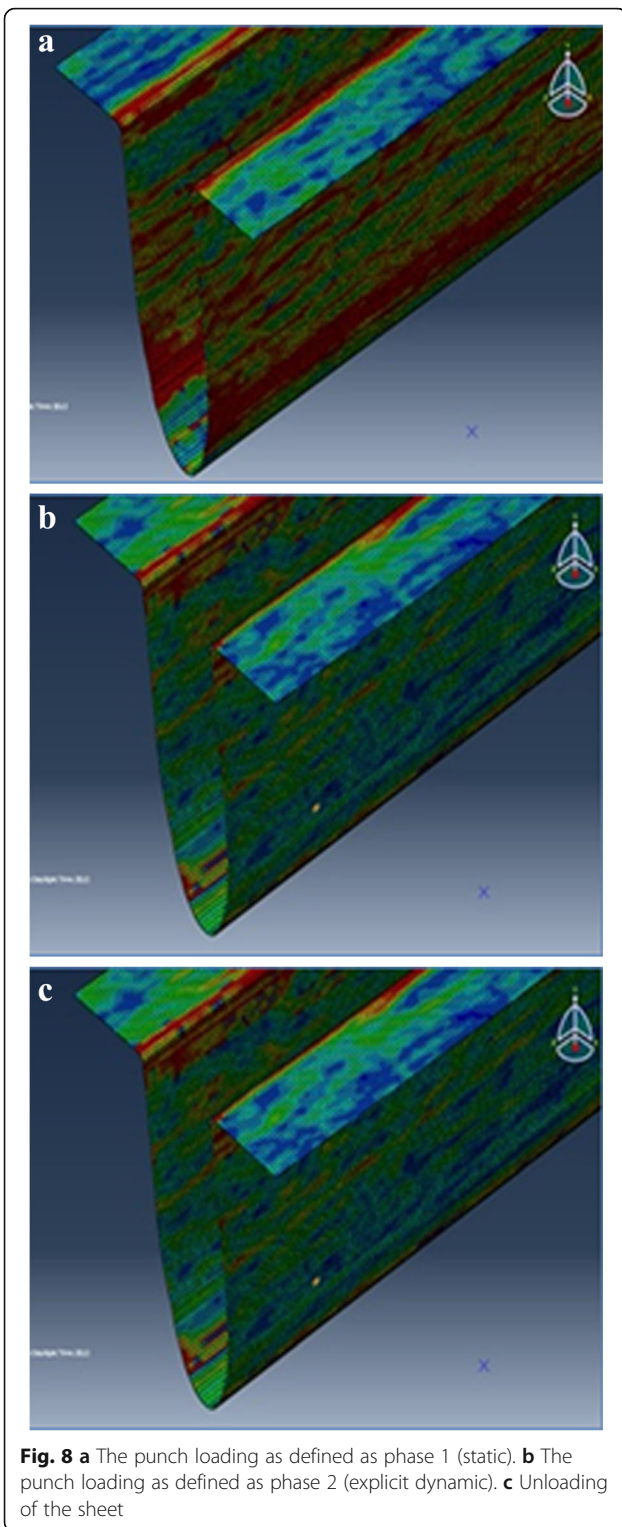 a
X
b
X
c
X
Fig. 8 a The punch loading as defined as phase 1 (static). b The
punch loading as defined as phase 2 (explicit dynamic). c Unloading
of the sheet